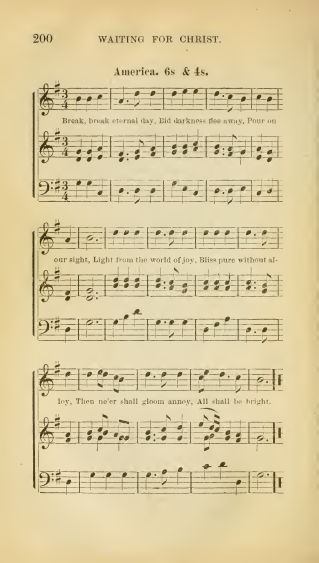 200 WAITING FOR CHRIST.
America. 6s & 4s.
Break, break eternal day, Bid darkness flee away, Pour on
our sight, Light from the world of joy, Bliss pure without al-
loy, Then ne'er shall gloom annoy, All shall be bright.